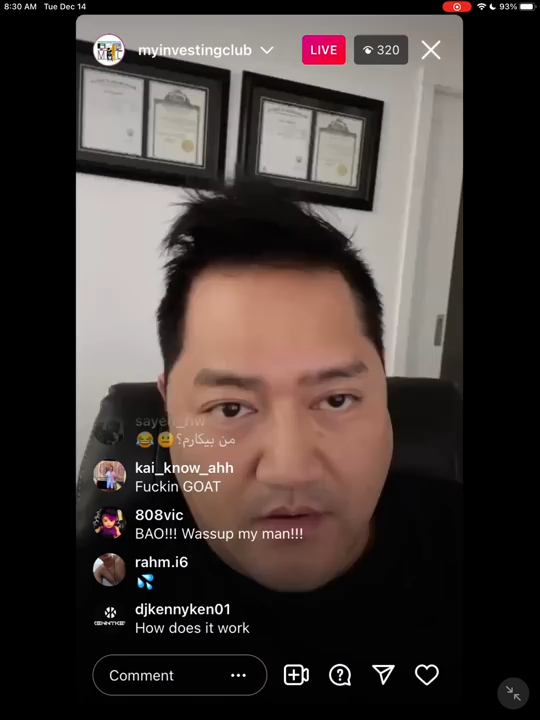 8:30 AM Tue Dec 14
93%
myinvestingclub
LIVE
320
sayeh_nw
من بیکارم؟😐😂
kai_know_ahh
Fuckin GOAT
808vic
BAO!!! Wassup my man!!!
rahm.i6
💦
djkennyken01
How does it work
Comment